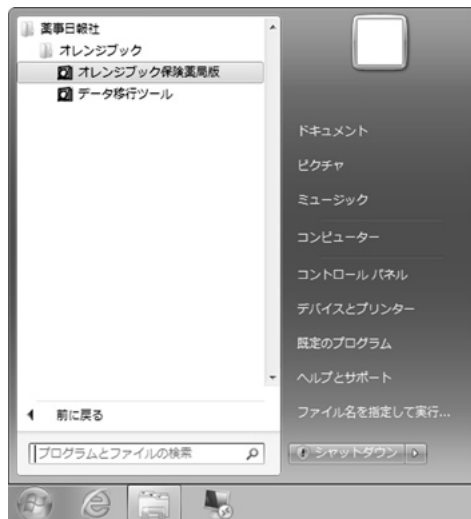 薬事日報社
オレンジブック
オレンジブック保険薬局版
データ移行ツール
前に戻る
プログラムとファイルの検索
ドキュメント
ピクチャ
ミュージック
コンピューター
コントロール パネル
デバイスとプリンター
既定のプログラム
ヘルプとサポート
ファイル名を指定して実行...
シャットダウン